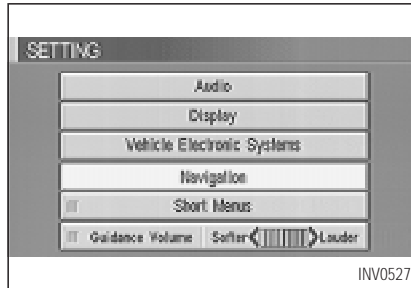 SETTING
Audio
Display
Vehicle Electronic Systems
Navigation
Short Menus
Guidance Volume Softer Louder
INV0527